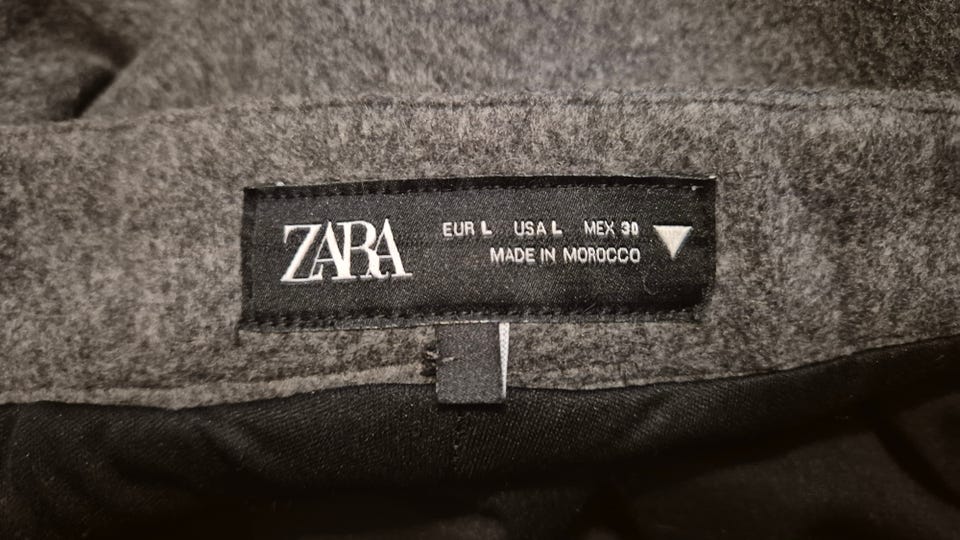 ZARA
EUR L USA L MEX 30
MADE IN MOROCCO